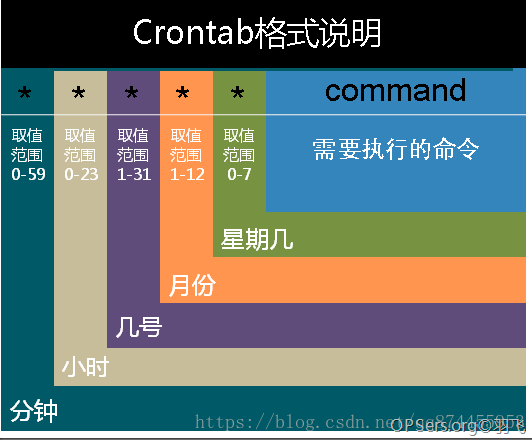 Crontab格式说明
* * * * * command
取值范围0-59 取值范围0-23 取值范围1-31 取值范围1-12 取值范围0-7 需要执行的命令
星期几
月份
几号
小时
分钟
https://blog.csdn.net/
OPSers.org©羽飞